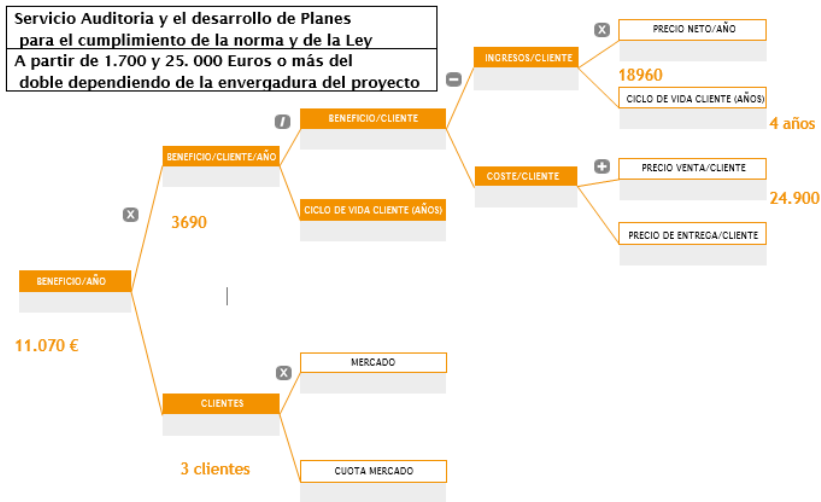 Servicio Auditoria y el desarrollo de Planes
para el cumplimiento de la norma y de la Ley
A partir de 1.700 y 25. 000 Euros o más del
doble dependiendo de la envergadura del proyecto
X
PRECIO NETO/AÑO
INGRESOS/CLIENTE
18960
−
CICLO DE VIDA CLIENTE (AÑOS)
4 años
/
BENEFICIO/CLIENTE
BENEFICIO/CLIENTE/AÑO
+
PRECIO VENTA/CLIENTE
COSTE/CLIENTE
24.900
X
CICLO DE VIDA CLIENTE (AÑOS)
3690
PRECIO DE ENTREGA/CLIENTE
BENEFICIO/AÑO
11.070 €
X
MERCADO
CLIENTES
3 clientes
CUOTA MERCADO